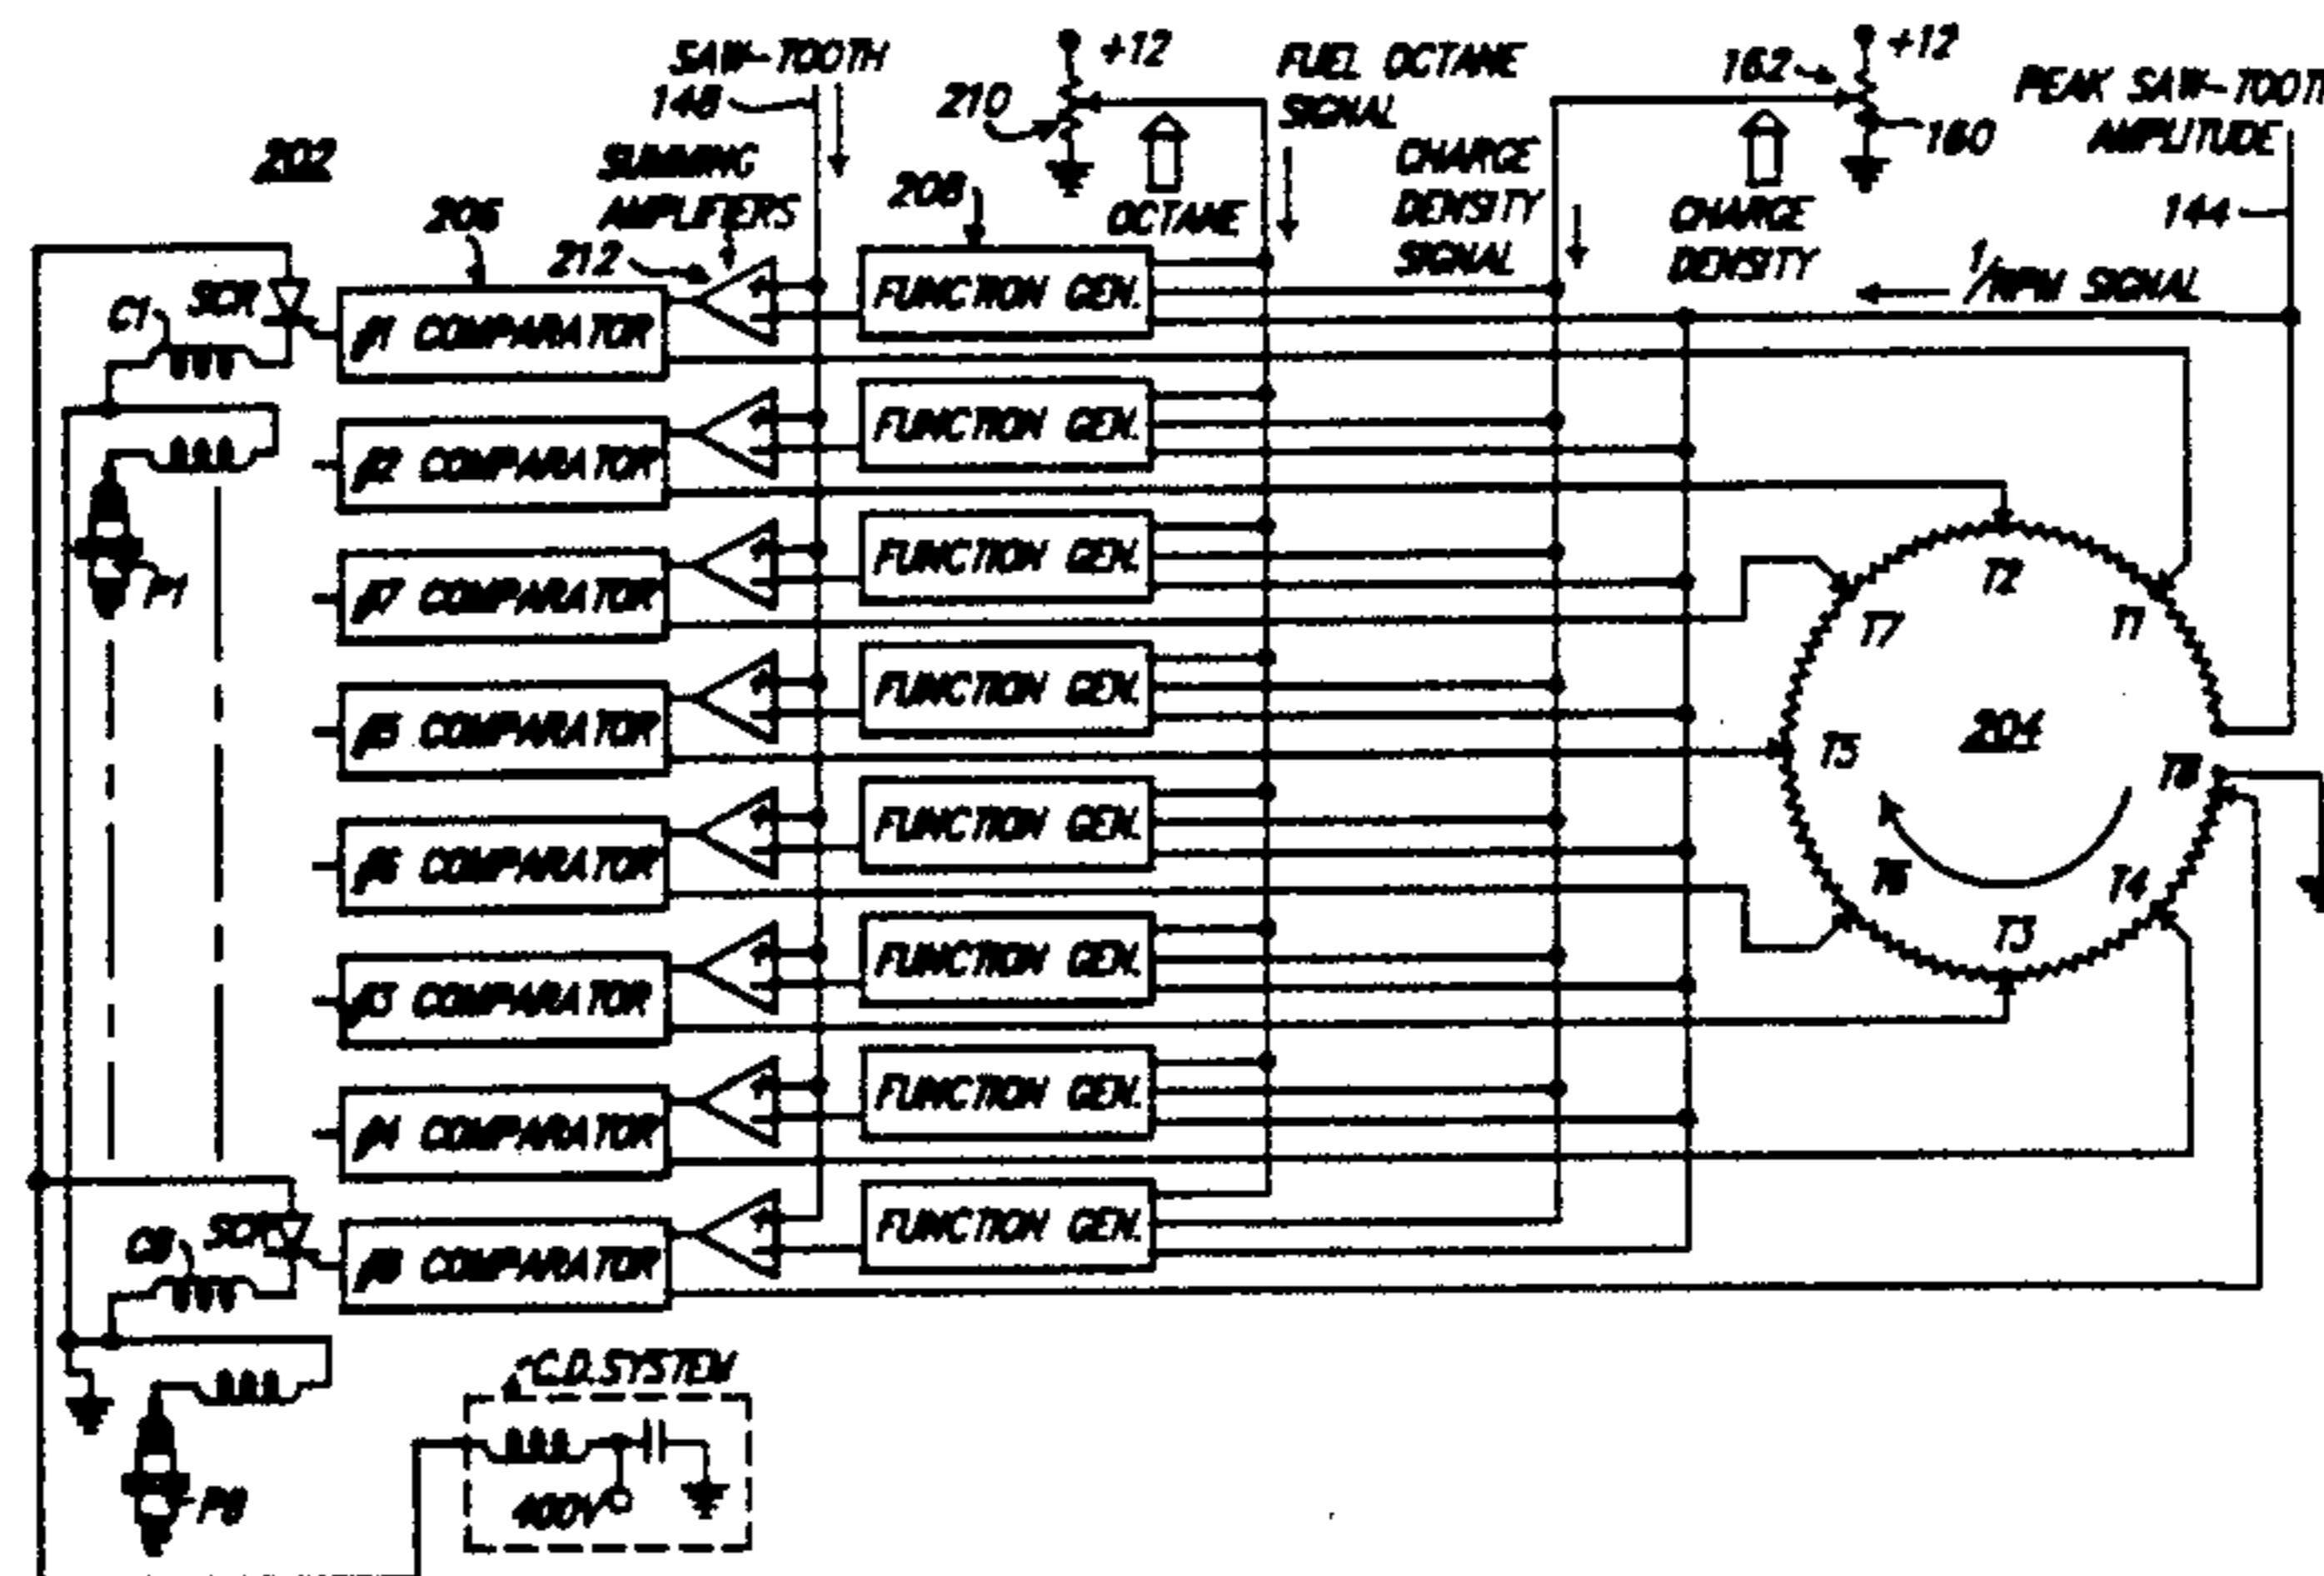 SAW-TOOTH
148
+12
210
FUEL OCTANE
SIGNAL
162
+12
PEAK SAW-TOOT
AMPLITUDE
160
202
SUMMING
AMPLIFIERS
206
208
OCTANE
CHARGE
DENSITY
SIGNAL
CHARGE
DENSITY
144
212
1/RPM SIGNAL
C1
SCR
#1 COMPARATOR
FUNCTION GEN.
#2 COMPARATOR
FUNCTION GEN.
P1
#7 COMPARATOR
FUNCTION GEN.
#5 COMPARATOR
FUNCTION GEN.
#6 COMPARATOR
FUNCTION GEN.
#3 COMPARATOR
FUNCTION GEN.
#4 COMPARATOR
FUNCTION GEN.
C8
SCR
#8 COMPARATOR
FUNCTION GEN.
T2
T7
T1
T5
204
T8
T6
T4
T3
C.D. SYSTEM
400V
P8